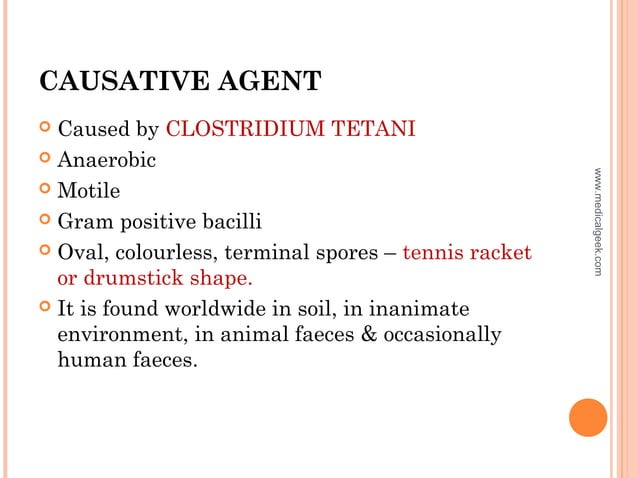 CAUSATIVE AGENT
Caused by CLOSTRIDIUM TETANI
Anaerobic
Motile
Gram positive bacilli
Oval, colourless, terminal spores – tennis racket
or drumstick shape.
It is found worldwide in soil, in inanimate
environment, in animal faeces & occasionally
human faeces.
www.medicalgeek.com